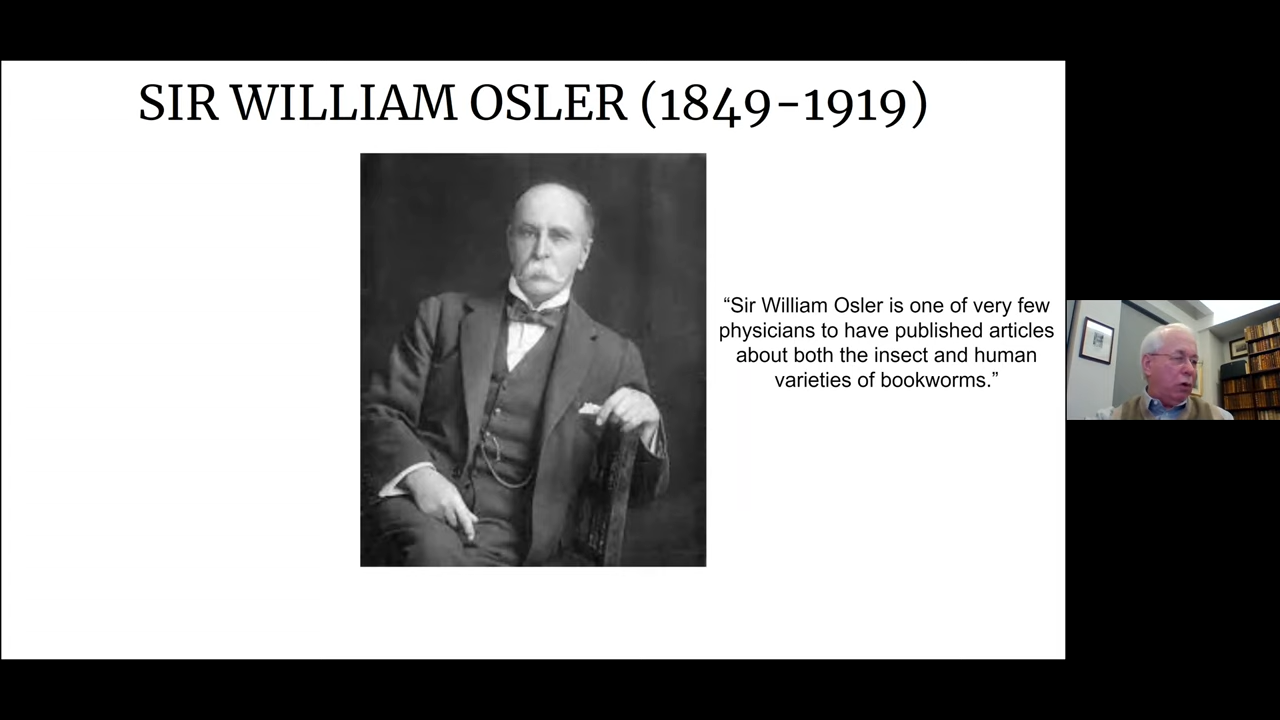 SIR WILLIAM OSLER (1849-1919)
“Sir William Osler is one of very few
physicians to have published articles
about both the insect and human
varieties of bookworms.”